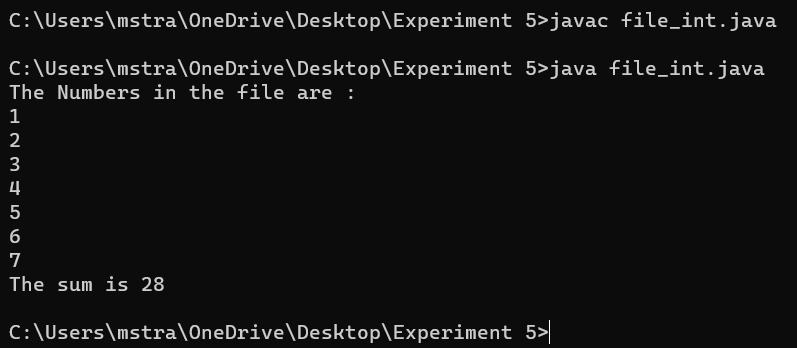 C:\Users\mstra\OneDrive\Desktop\Experiment 5>javac file_int.java
C:\Users\mstra\OneDrive\Desktop\Experiment 5>java file_int.java
The Numbers in the file are :
1
2
3
4
5
6
7
The sum is 28
C:\Users\mstra\OneDrive\Desktop\Experiment 5>